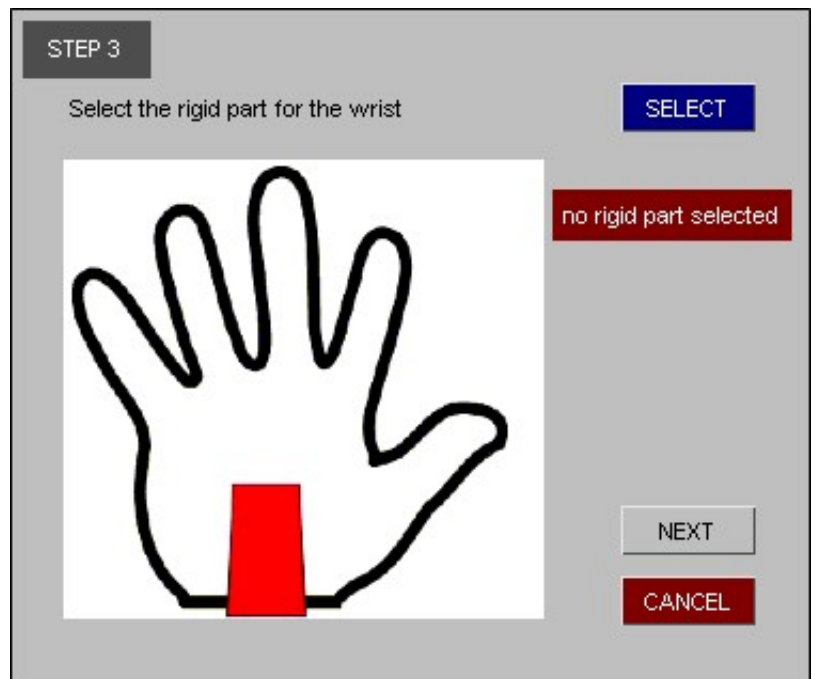 STEP 3
Select the rigid part for the wrist
SELECT
no rigid part selected
NEXT
CANCEL